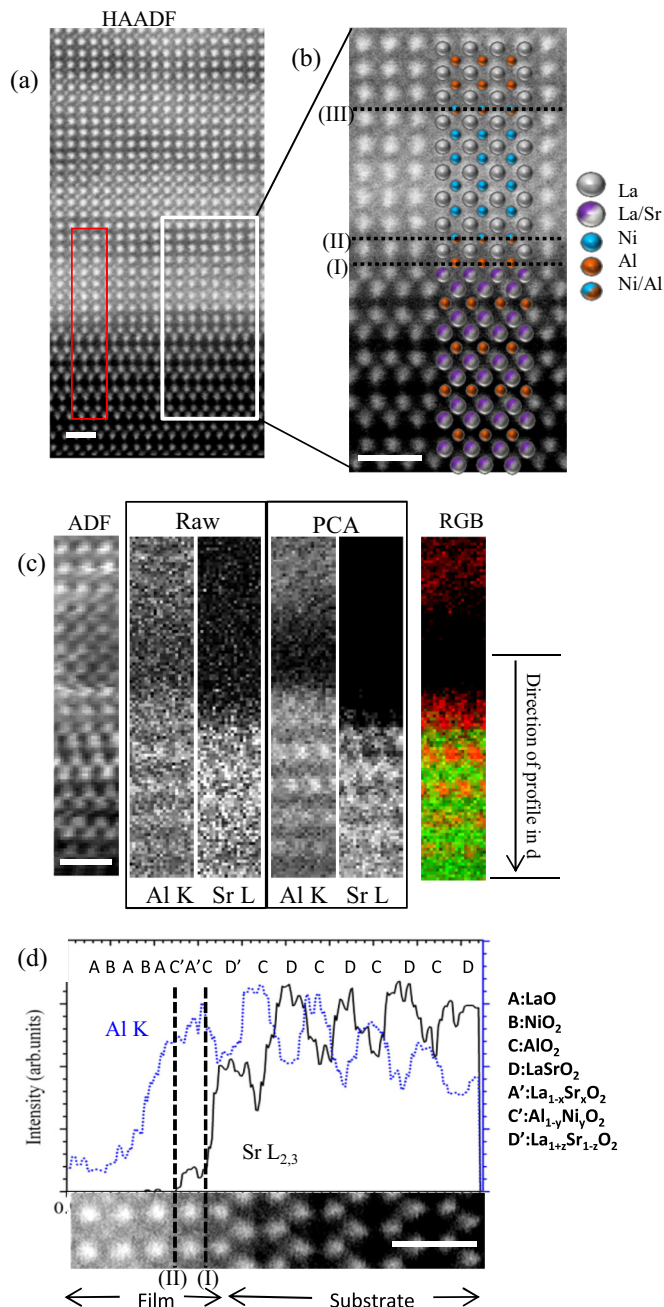 HAADF
(a)
(b)
(III)
(II)
(I)
La
La/Sr
Ni
Al
Ni/Al
(c)
ADF
Raw
PCA
RGB
Al K
Sr L
Al K
Sr L
Direction of profile in d
(d)
A B A B A C' A' C D' C D C D C D C D
Al K
Sr L2,3
Intensity (arb.units)
0.
A:LaO
B:NiO2
C:AlO2
D:LaSrO2
A':La1-xSrxO2
C':Al1-yNiyO2
D':La1+zSr1-zO2
(II)
(I)
Film
Substrate